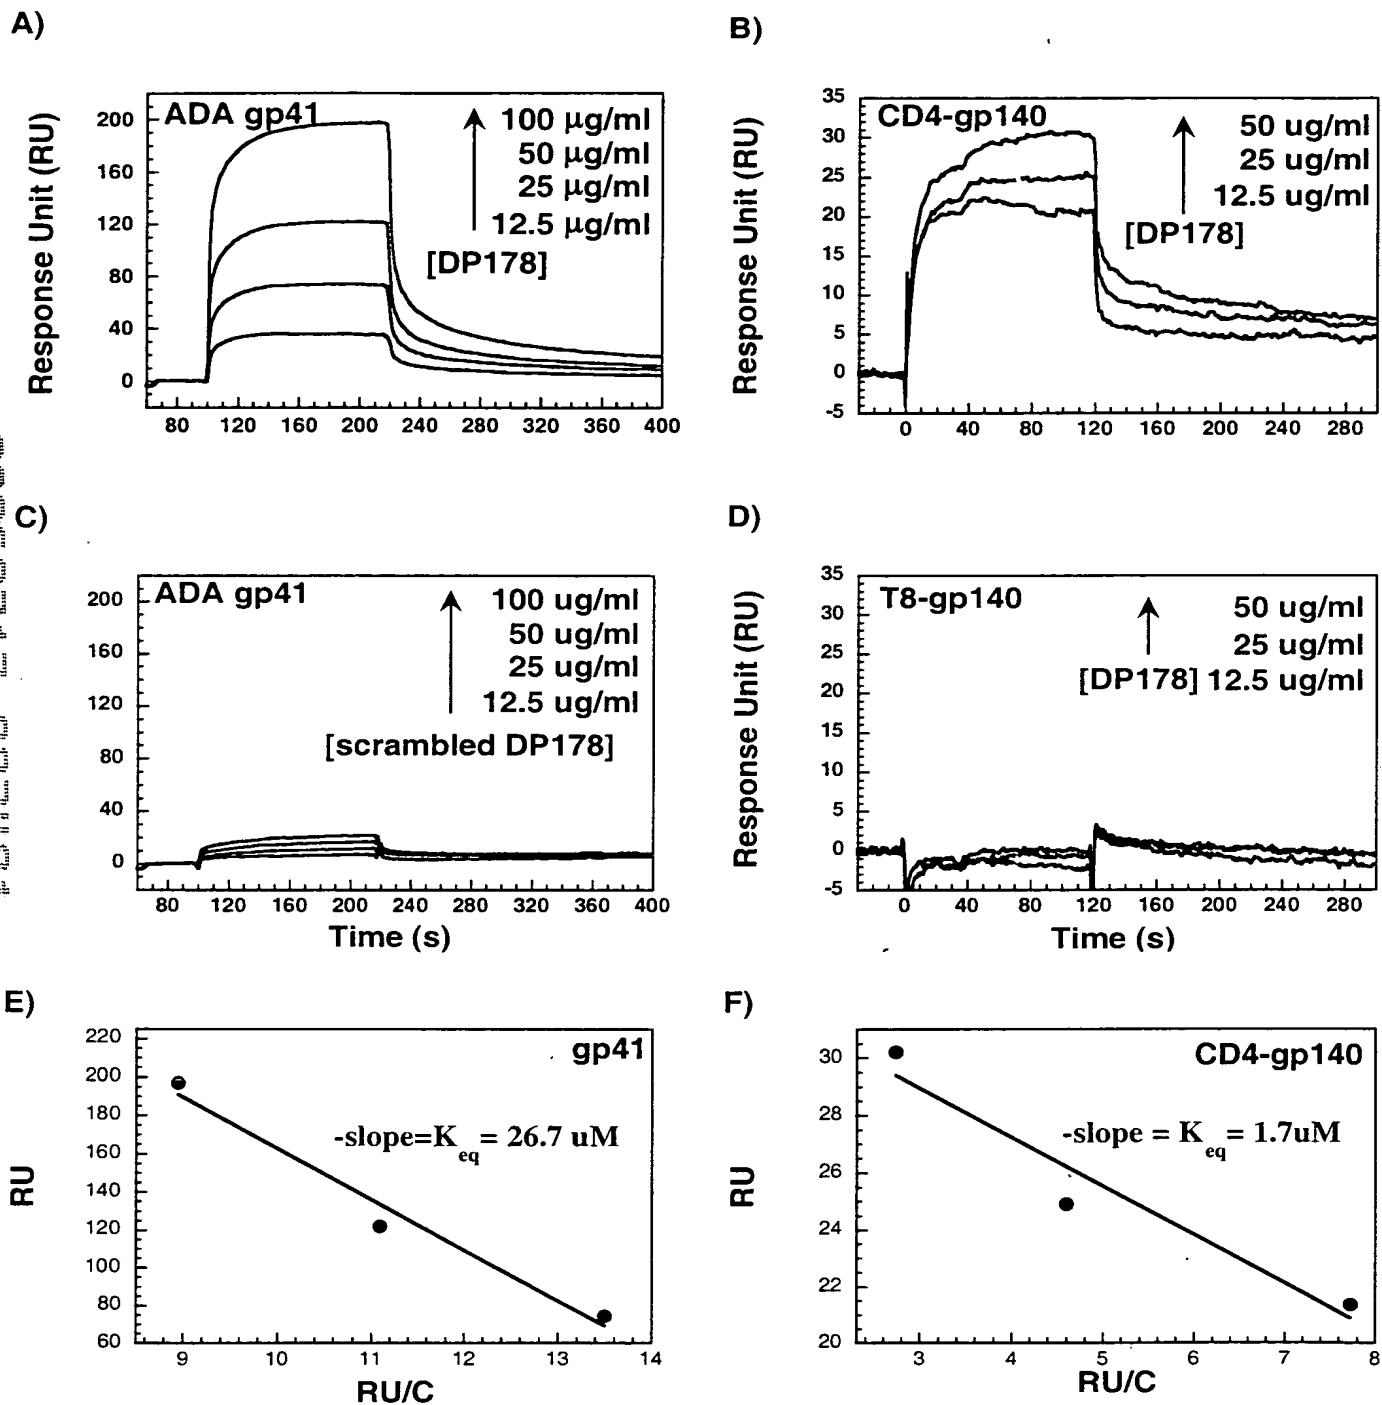 A)
ADA gp41
100 μg/ml
50 μg/ml
25 μg/ml
12.5 μg/ml
[DP178]
Response Unit (RU)
200
160
120
80
40
0
80 120 160 200 240 280 320 360 400
B)
CD4-gp140
50 ug/ml
25 ug/ml
12.5 ug/ml
[DP178]
Response Unit (RU)
35
30
25
20
15
10
5
0
-5
0 40 80 120 160 200 240 280
C)
ADA gp41
100 ug/ml
50 ug/ml
25 ug/ml
12.5 ug/ml
[scrambled DP178]
200
160
120
80
40
0
80 120 160 200 240 280 320 360 400
Time (s)
D)
T8-gp140
50 ug/ml
25 ug/ml
[DP178] 12.5 ug/ml
Response Unit (RU)
35
30
25
20
15
10
5
0
-5
0 40 80 120 160 200 240 280
Time (s)
E)
gp41
-slope=Keq = 26.7 uM
RU
220
200
180
160
140
120
100
80
60
9 10 11 12 13 14
RU/C
F)
CD4-gp140
-slope = Keq = 1.7uM
RU
30
28
26
24
22
20
3 4 5 6 7 8
RU/C